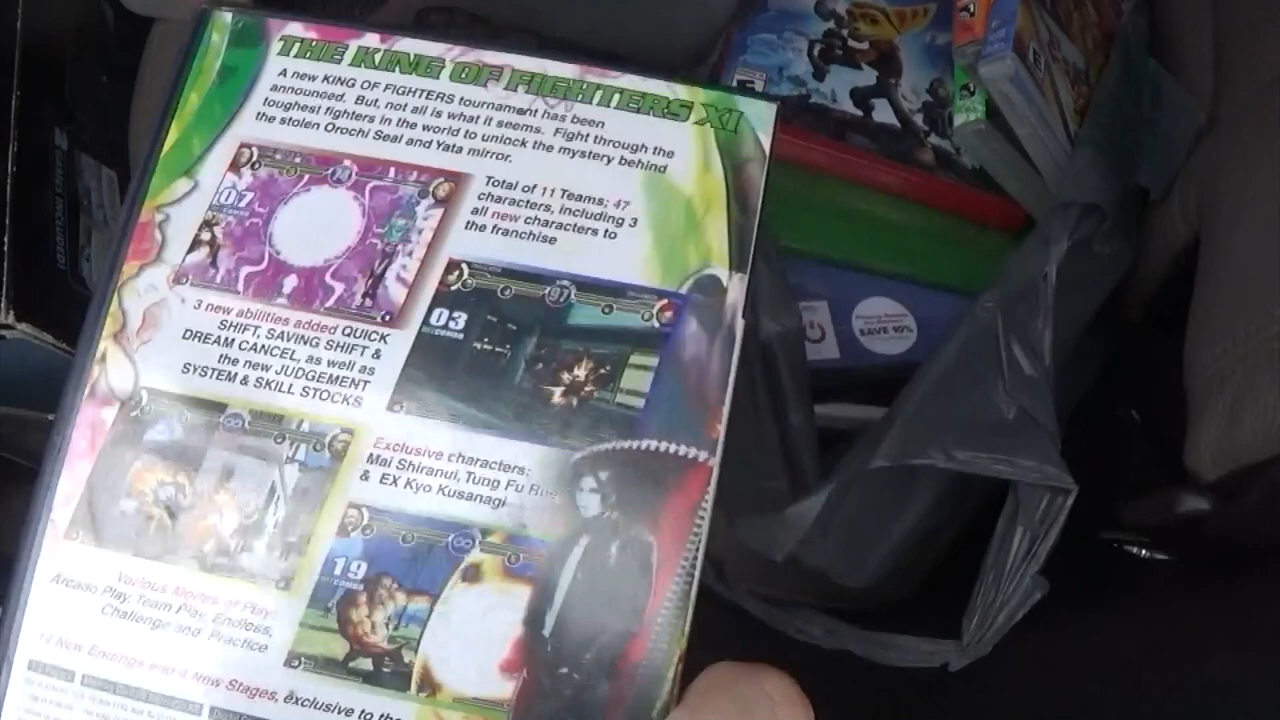 THE KING OF FIGHTERS XI
A new KING OF FIGHTERS tournament has been
announced. But, not all is what it seems. Fight through the
toughest fighters in the world to unlock the mystery behind
the stolen Orochi Seal and Yata mirror.
74
07
Total of 11 Teams; 47
characters, including 3
all new characters to
the franchise
3 new abilities added QUICK
SHIFT, SAVING SHIFT &
DREAM CANCEL, as well as
the new JUDGEMENT
SYSTEM & SKILL STOCKS
97
03
Exclusive characters:
Mai Shiranui, Tung Fu Rue
& EX Kyo Kusanagi
19
Various Modes of Play:
Arcade Play, Team Play, Endless,
Challenge and Practice
14 New Endings and 4 New Stages, exclusive to the
GAMES INCLUDED!
E
SAVE 10%